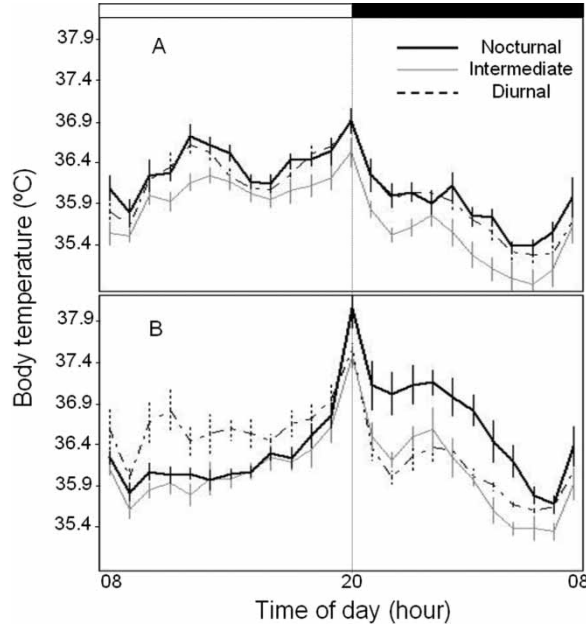 37.9
A
Nocturnal
37.4
Intermediate
Diurnal
36.9
36.4
35.9
35.4
Body temperature (ºC)
37.9
B
37.4
36.9
36.4
35.9
35.4
08 20 08
Time of day (hour)